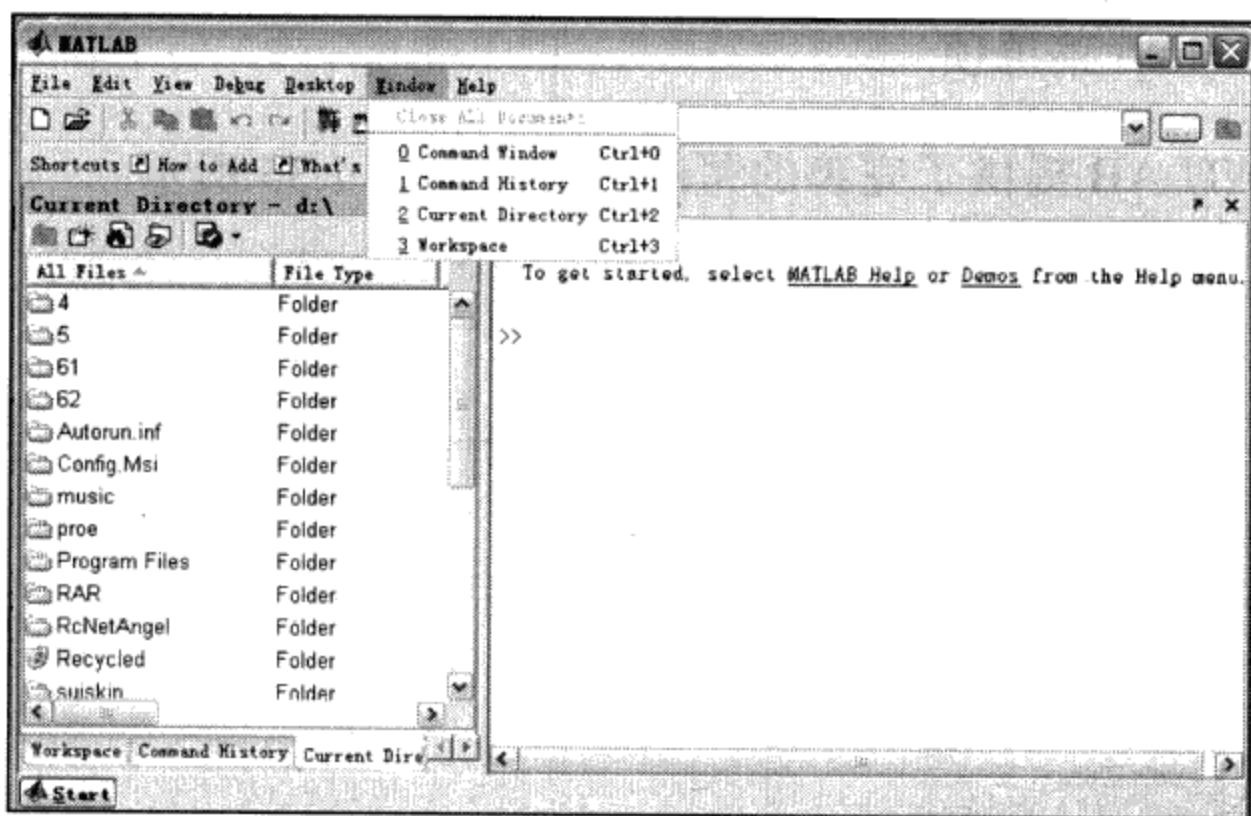 MATLAB
File Edit View Debug Desktop Window Help
Close All Documents
Shortcuts How to Add What's
0 Command Window Ctrl+0
1 Command History Ctrl+1
2 Current Directory Ctrl+2
3 Workspace Ctrl+3
Current Directory - d:\
All Files File Type
4 Folder
5 Folder
61 Folder
62 Folder
Autorun.inf Folder
Config.Msi Folder
music Folder
proe Folder
Program Files Folder
RAR Folder
RcNetAngel Folder
Recycled Folder
suiskin Folder
Workspace Command History Current Dire
To get started, select MATLAB Help or Demos from the Help menu.
>>
Start